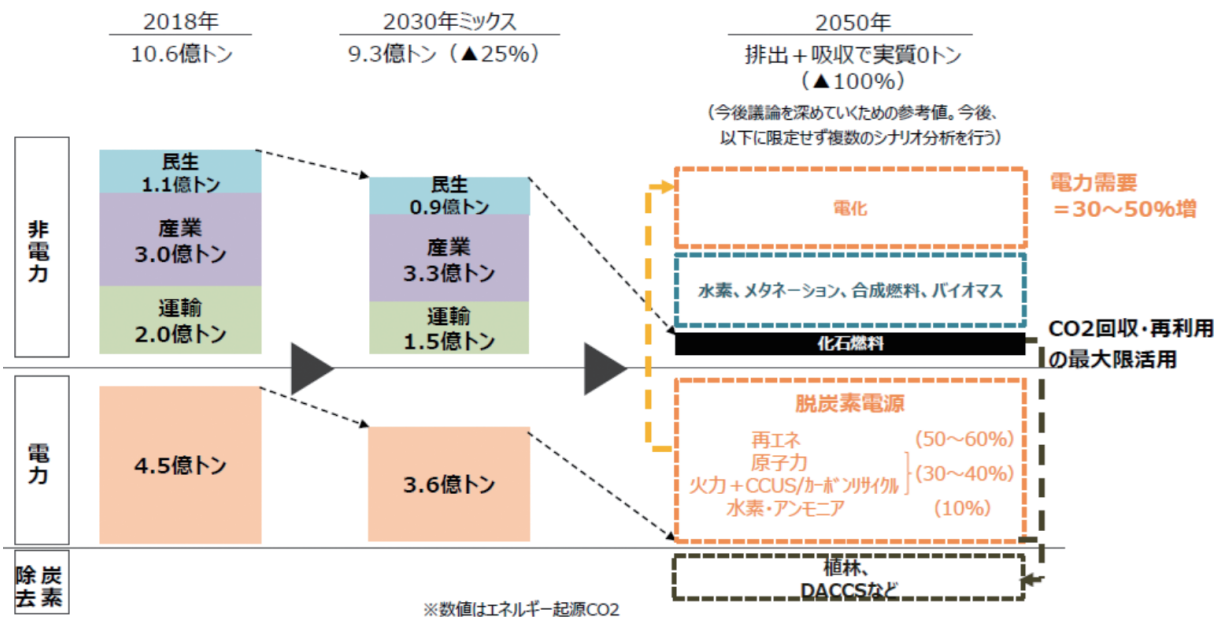 2018年
10.6億トン
2030年ミックス
9.3億トン（▲25%）
2050年
排出＋吸収で実質0トン
（▲100%）
（今後議論を深めていくための参考値。今後、
以下に限定せず複数のシナリオ分析を行う）
非電力
民生
1.1億トン
産業
3.0億トン
運輸
2.0億トン
民生
0.9億トン
産業
3.3億トン
運輸
1.5億トン
電化
電力需要
＝30～50%増
水素、メタネーション、合成燃料、バイオマス
化石燃料
CO2回収・再利用
の最大限活用
電力
4.5億トン
3.6億トン
脱炭素電源
再エネ （50～60%）
原子力
火力＋CCUS/カーボンリサイクル （30～40%）
水素・アンモニア （10%）
炭素除去
植林、
DACCSなど
※数値はエネルギー起源CO2